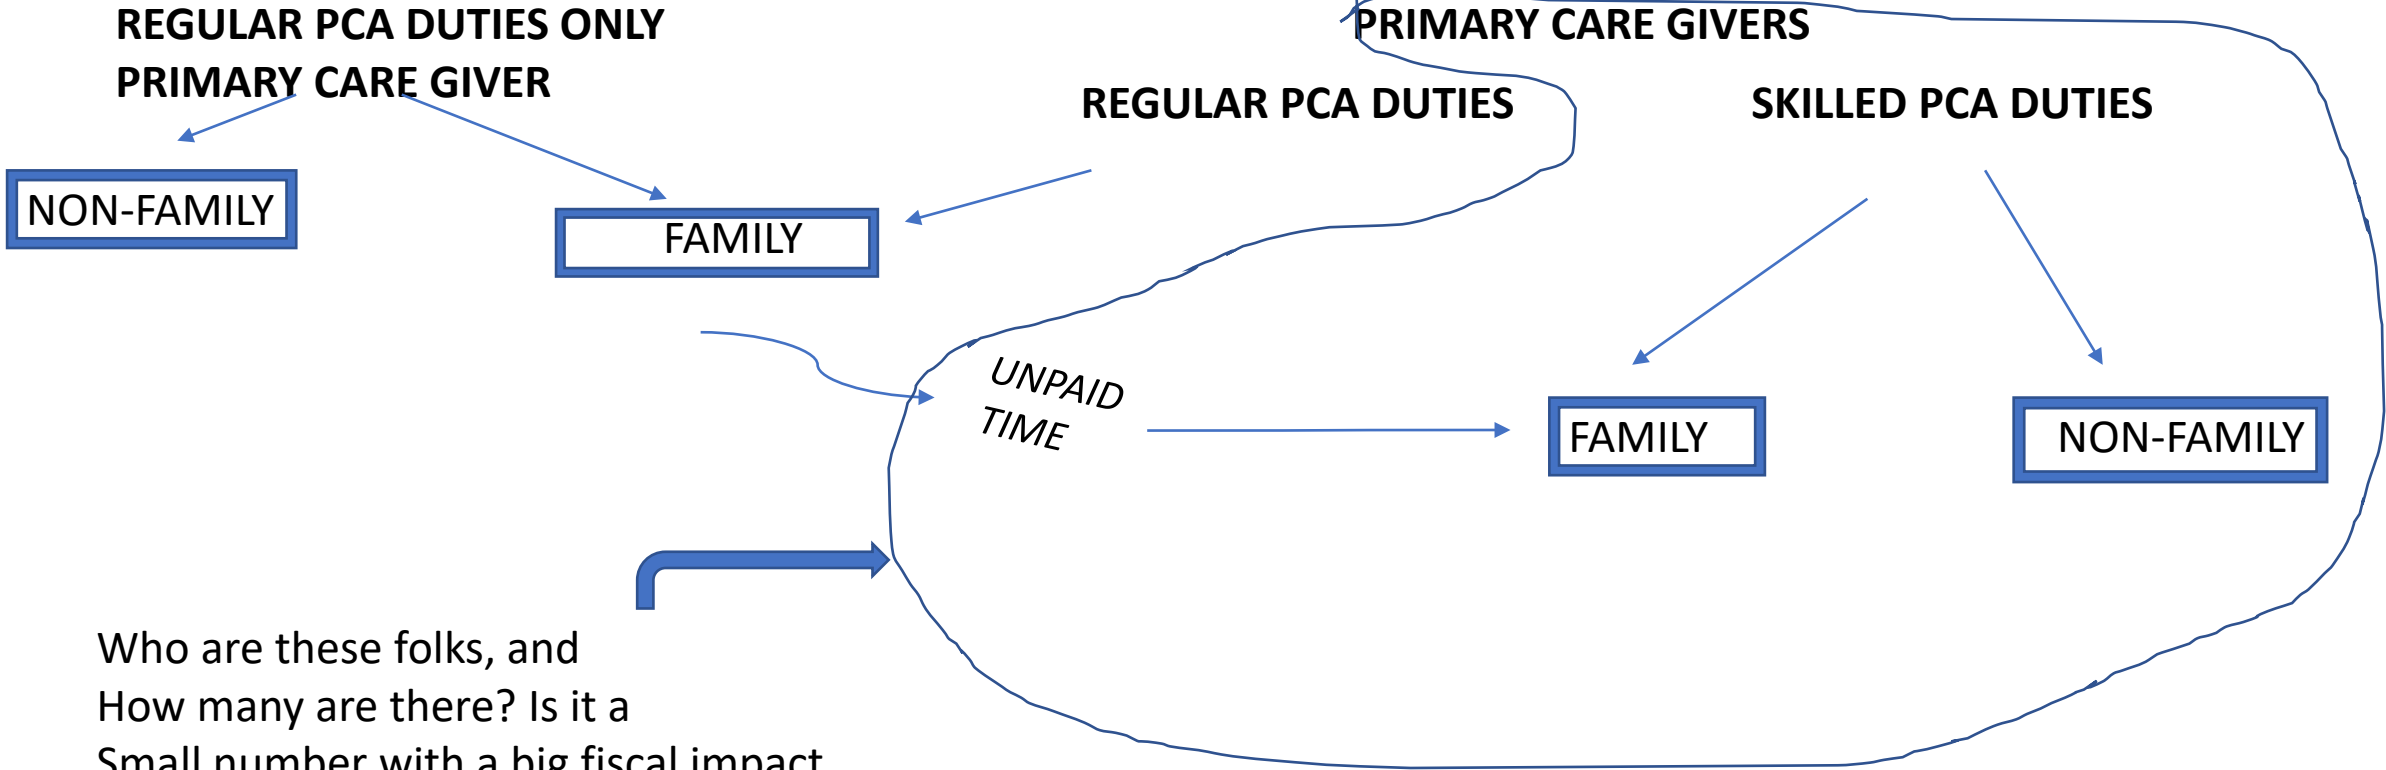 REGULAR PCA DUTIES ONLY
PRIMARY CARE GIVER
NON-FAMILY
FAMILY
PRIMARY CARE GIVERS
REGULAR PCA DUTIES
SKILLED PCA DUTIES
UNPAID
TIME
FAMILY
NON-FAMILY
Who are these folks, and
How many are there? Is it a
Small number with a big fiscal impact